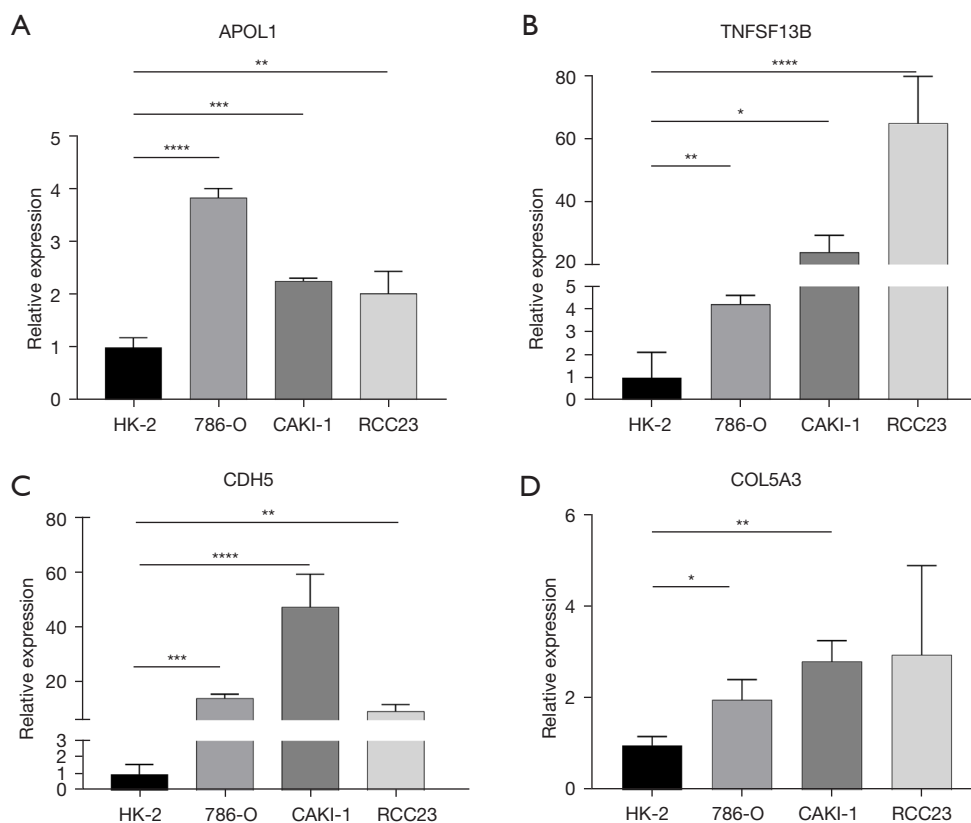 A
APOL1
**
***
****
Relative expression
5
4
3
2
1
0
HK-2 786-O CAKI-1 RCC23
B
TNFSF13B
****
*
**
Relative expression
80
60
40
20
5
4
3
2
1
0
HK-2 786-O CAKI-1 RCC23
C
CDH5
**
****
***
Relative expression
80
60
40
20
3
2
1
0
HK-2 786-O CAKI-1 RCC23
D
COL5A3
**
*
Relative expression
6
4
2
0
HK-2 786-O CAKI-1 RCC23